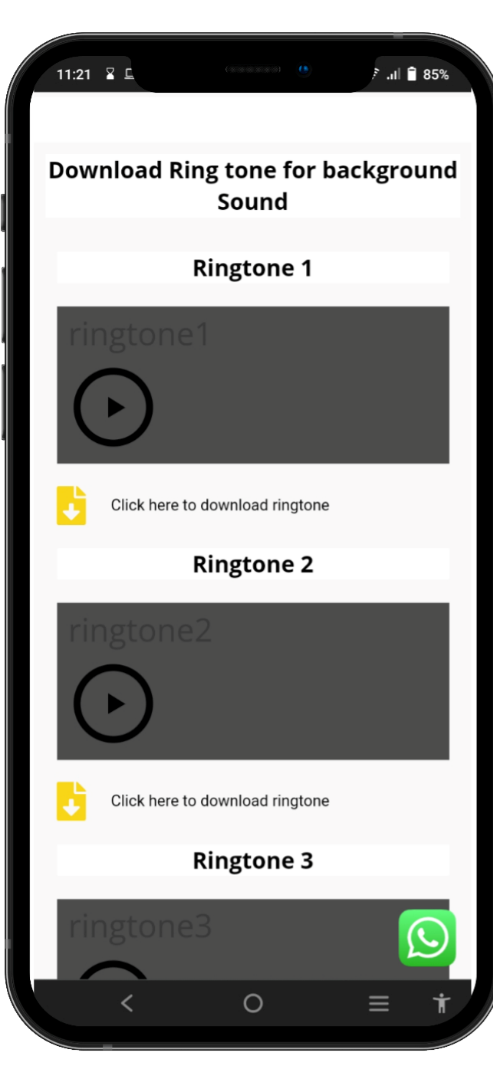 11:21
85%
Download Ring tone for background
Sound
Ringtone 1
ringtone1
Click here to download ringtone
Ringtone 2
ringtone2
Click here to download ringtone
Ringtone 3
ringtone3